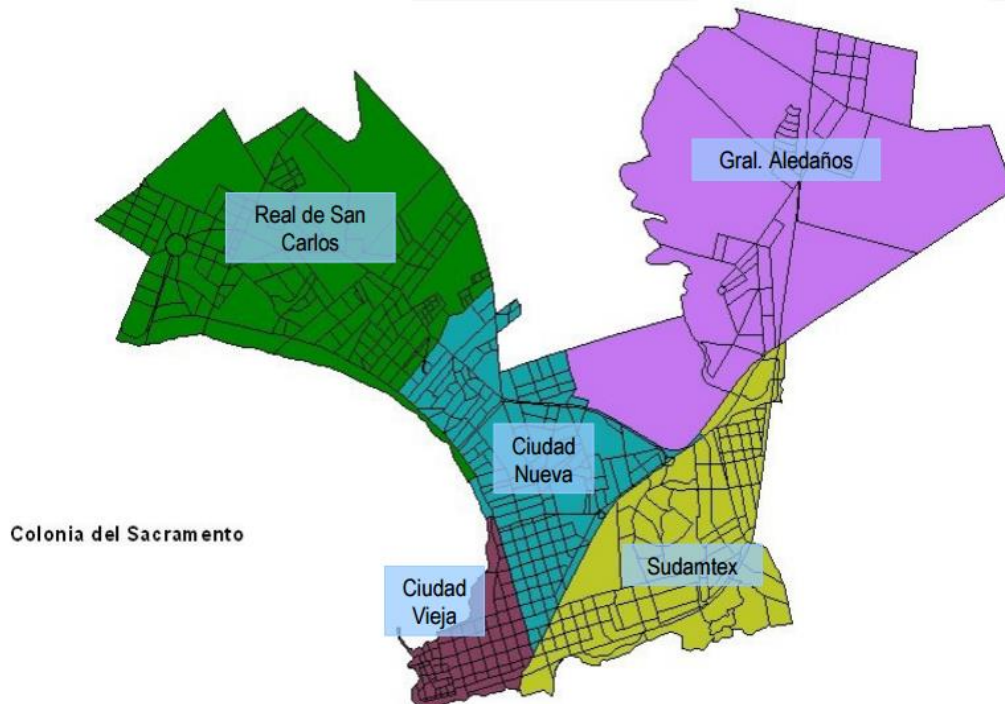 Gral. Aledaños
Real de San
Carlos
Ciudad
Nueva
Colonia del Sacramento
Sudamtex
Ciudad
Vieja